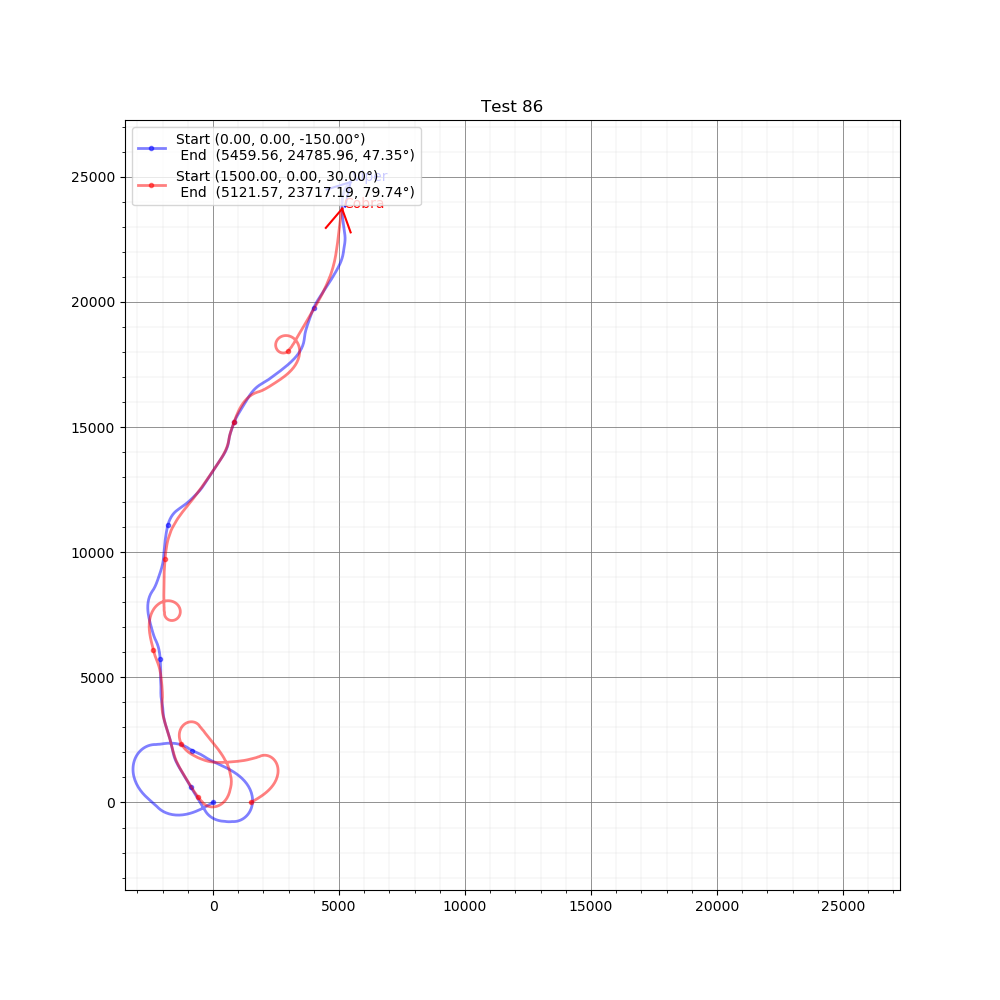 Test 86
Start (0.00, 0.00, -150.00°)
End (5459.56, 24785.96, 47.35°)
Start (1500.00, 0.00, 30.00°)
End (5121.57, 23717.19, 79.74°)
Cobra
25000
20000
15000
10000
5000
0
0
5000
10000
15000
20000
25000